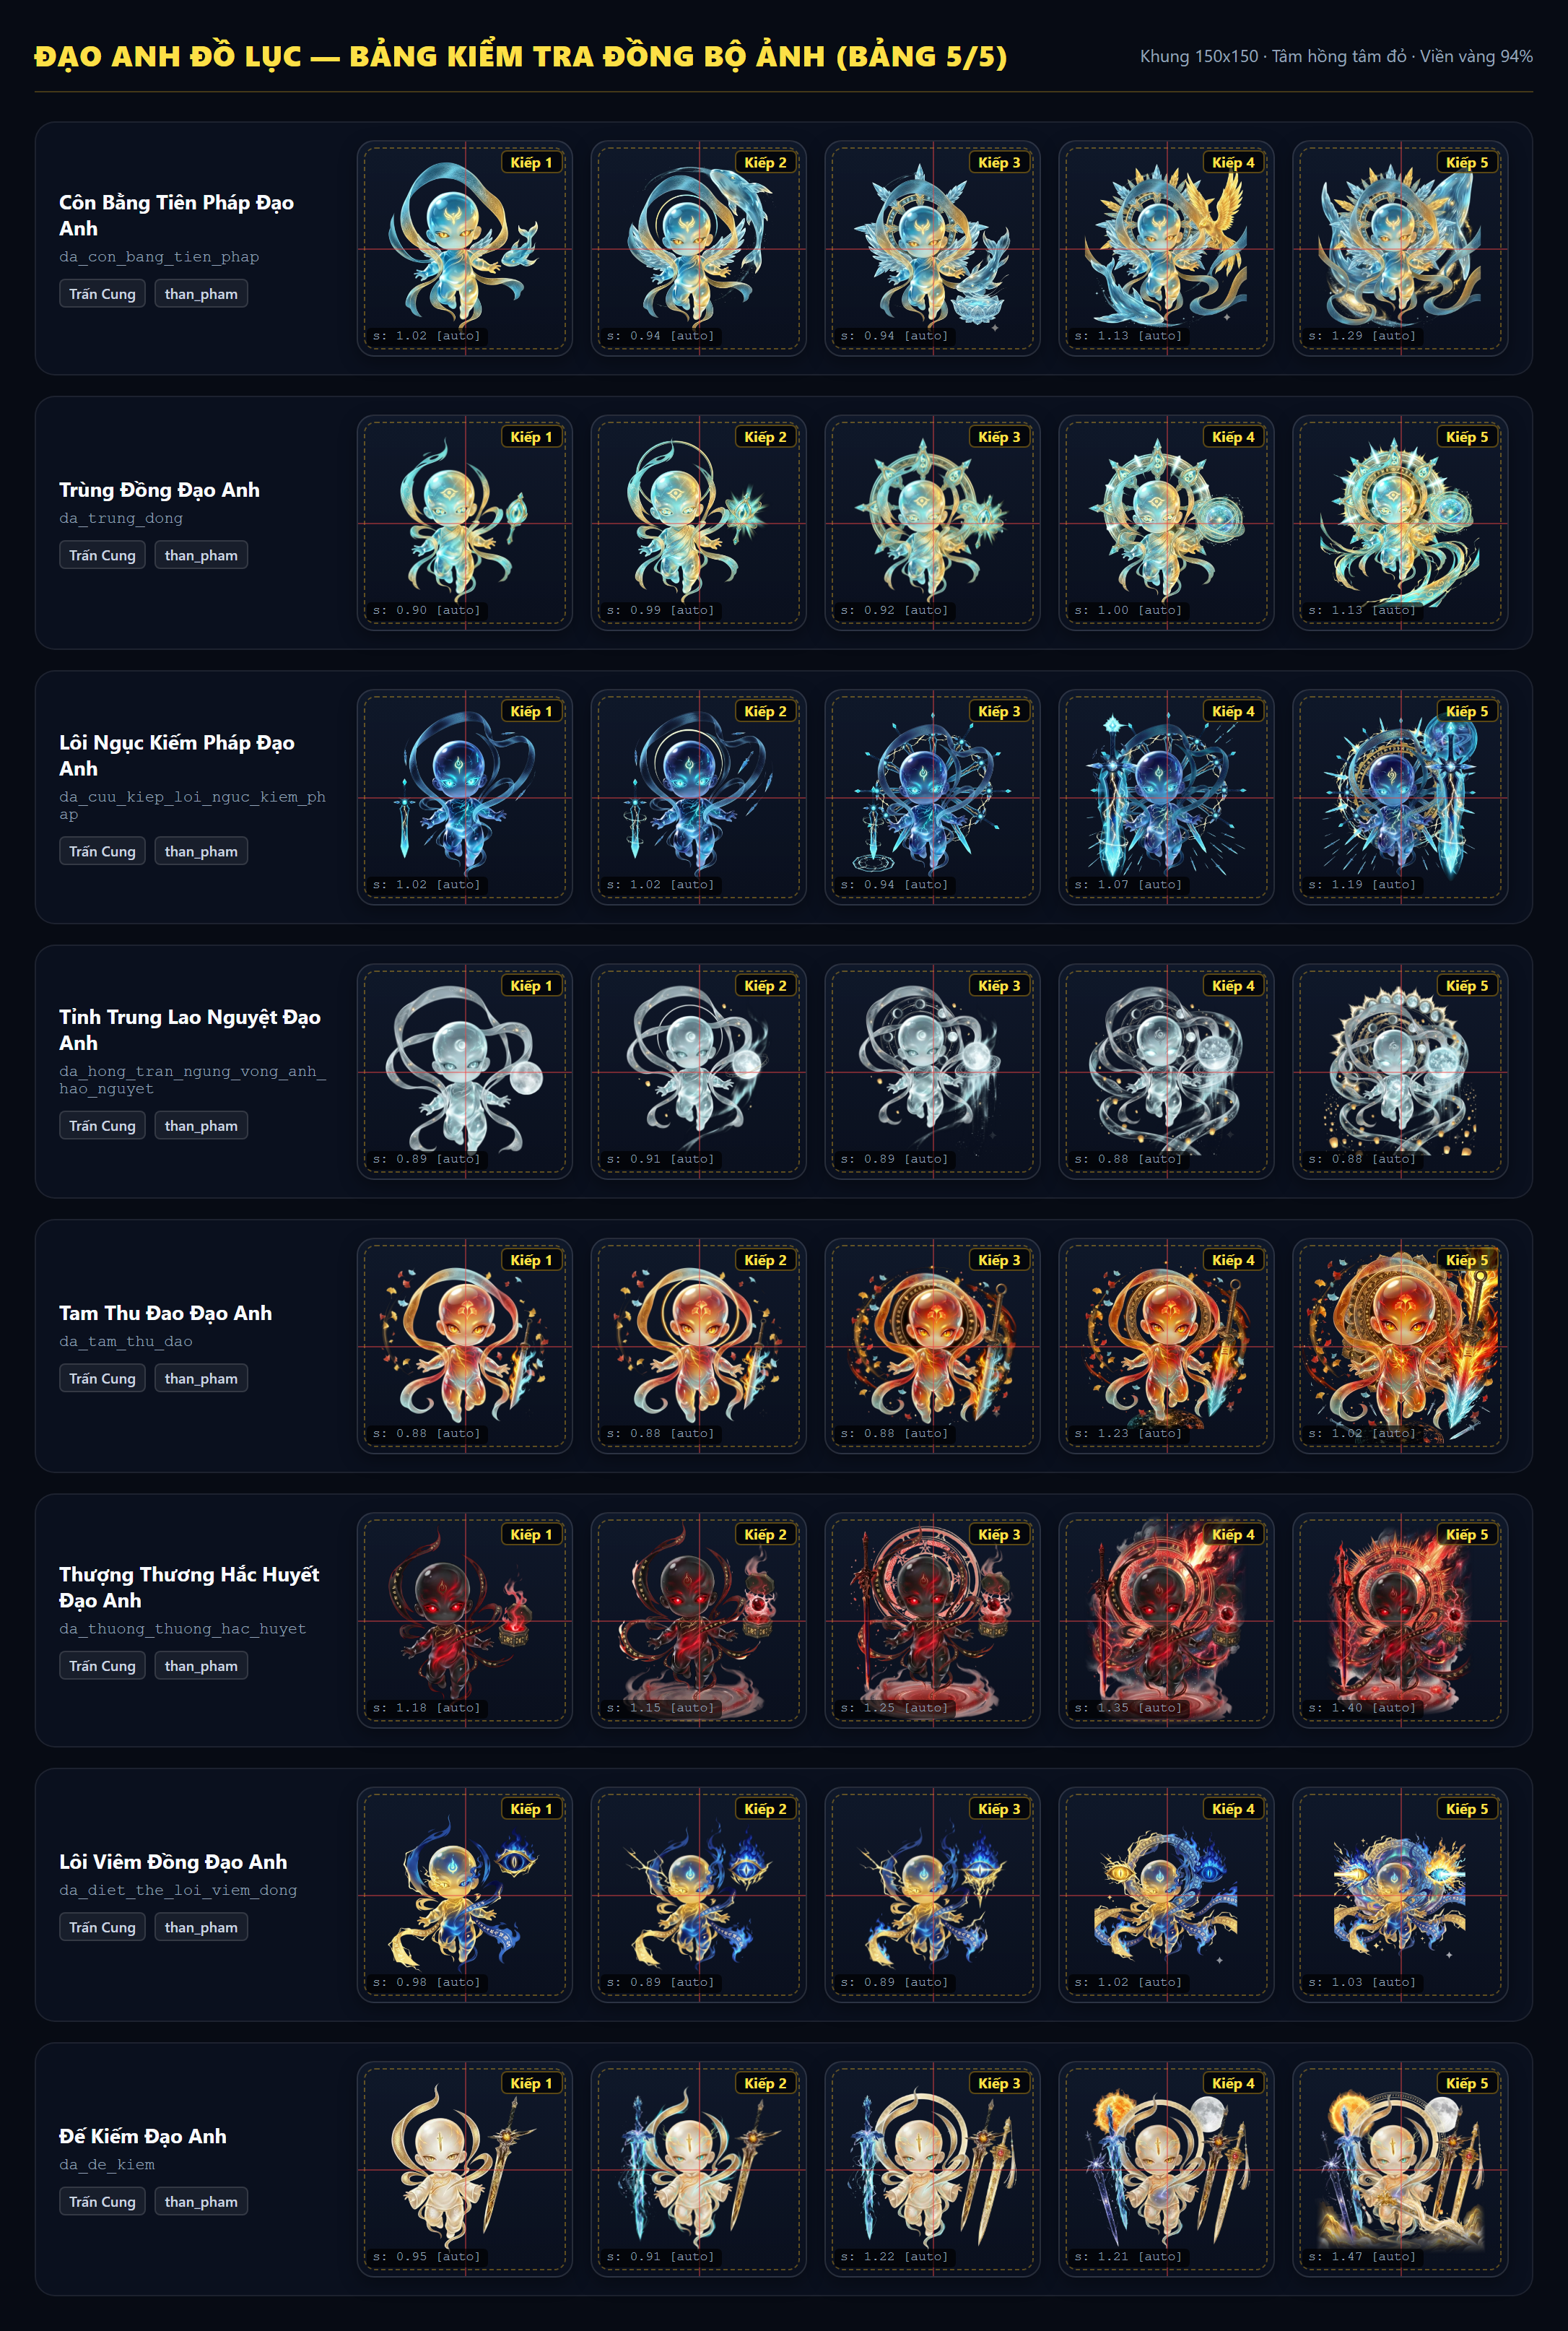 ĐẠO ANH ĐỒ LỤC — BẢNG KIỂM TRA ĐỒNG BỘ ẢNH (BẢNG 5/5)
Khung 150x150 · Tâm hồng tâm đỏ · Viền vàng 94%
Côn Bằng Tiên Pháp Đạo
Anh
da_con_bang_tien_phap
Trấn Cung than_pham
Kiếp 1
s: 1.02 [auto]
Kiếp 2
s: 0.94 [auto]
Kiếp 3
s: 0.94 [auto]
Kiếp 4
s: 1.13 [auto]
Kiếp 5
s: 1.29 [auto]
Trùng Đồng Đạo Anh
da_trung_dong
Trấn Cung than_pham
Kiếp 1
s: 0.90 [auto]
Kiếp 2
s: 0.99 [auto]
Kiếp 3
s: 0.92 [auto]
Kiếp 4
s: 1.00 [auto]
Kiếp 5
s: 1.13 [auto]
Lôi Ngục Kiếm Pháp Đạo
Anh
da_cuu_kiep_loi_nguc_kiem_ph
ap
Trấn Cung than_pham
Kiếp 1
s: 1.02 [auto]
Kiếp 2
s: 1.02 [auto]
Kiếp 3
s: 0.94 [auto]
Kiếp 4
s: 1.07 [auto]
Kiếp 5
s: 1.19 [auto]
Tỉnh Trung Lao Nguyệt Đạo
Anh
da_hong_tran_ngung_vong_anh_
hao_nguyet
Trấn Cung than_pham
Kiếp 1
s: 0.89 [auto]
Kiếp 2
s: 0.91 [auto]
Kiếp 3
s: 0.89 [auto]
Kiếp 4
s: 0.88 [auto]
Kiếp 5
s: 0.88 [auto]
Tam Thu Đao Đạo Anh
da_tam_thu_dao
Trấn Cung than_pham
Kiếp 1
s: 0.88 [auto]
Kiếp 2
s: 0.88 [auto]
Kiếp 3
s: 0.88 [auto]
Kiếp 4
s: 1.23 [auto]
Kiếp 5
s: 1.02 [auto]
Thượng Thương Hắc Huyết
Đạo Anh
da_thuong_thuong_hac_huyet
Trấn Cung than_pham
Kiếp 1
s: 1.18 [auto]
Kiếp 2
s: 1.15 [auto]
Kiếp 3
s: 1.25 [auto]
Kiếp 4
s: 1.35 [auto]
Kiếp 5
s: 1.40 [auto]
Lôi Viêm Đồng Đạo Anh
da_diet_the_loi_viem_dong
Trấn Cung than_pham
Kiếp 1
s: 0.98 [auto]
Kiếp 2
s: 0.89 [auto]
Kiếp 3
s: 0.89 [auto]
Kiếp 4
s: 1.02 [auto]
Kiếp 5
s: 1.03 [auto]
Đế Kiếm Đạo Anh
da_de_kiem
Trấn Cung than_pham
Kiếp 1
s: 0.95 [auto]
Kiếp 2
s: 0.91 [auto]
Kiếp 3
s: 1.22 [auto]
Kiếp 4
s: 1.21 [auto]
Kiếp 5
s: 1.47 [auto]